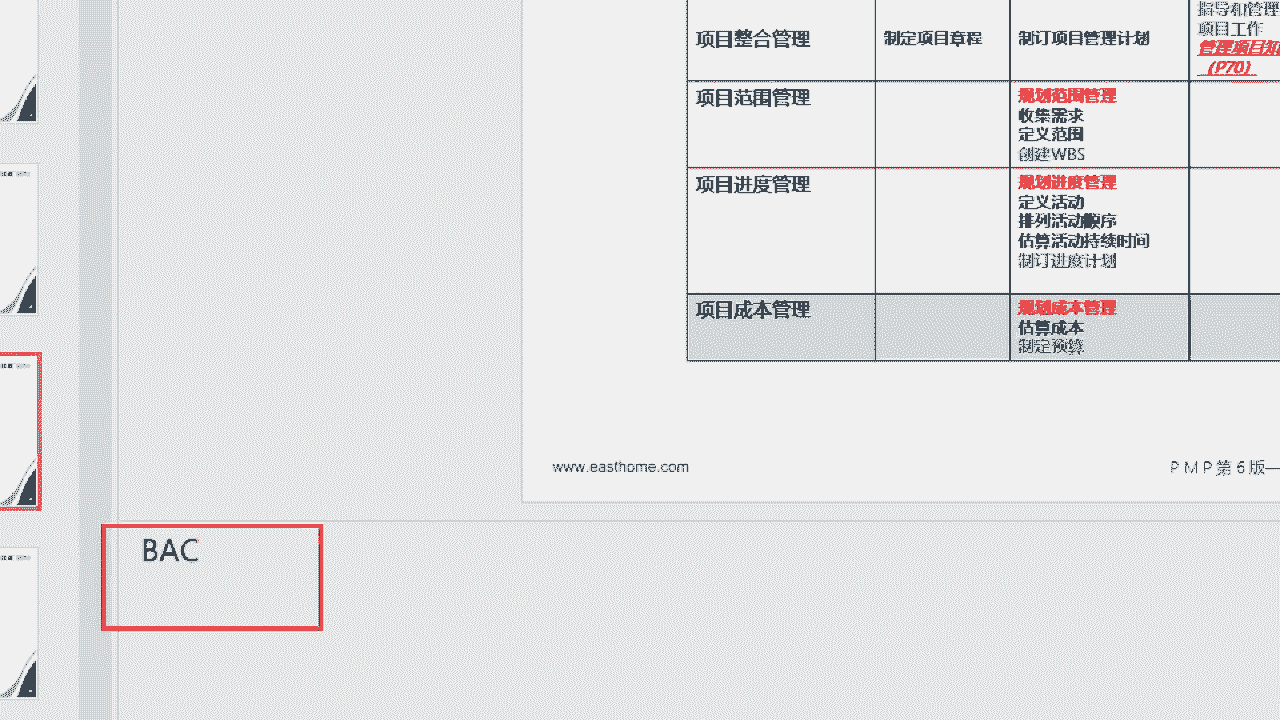 指导和管理
项目工作
管理项目知
(P70)
项目整合管理
制定项目章程
制订项目管理计划
项目范围管理
规划范围管理
收集需求
定义范围
创建WBS
项目进度管理
规划进度管理
定义活动
排列活动顺序
估算活动持续时间
制订进度计划
项目成本管理
规划成本管理
估算成本
制定预算
www.easthome.com
PMP第6版—
BAC